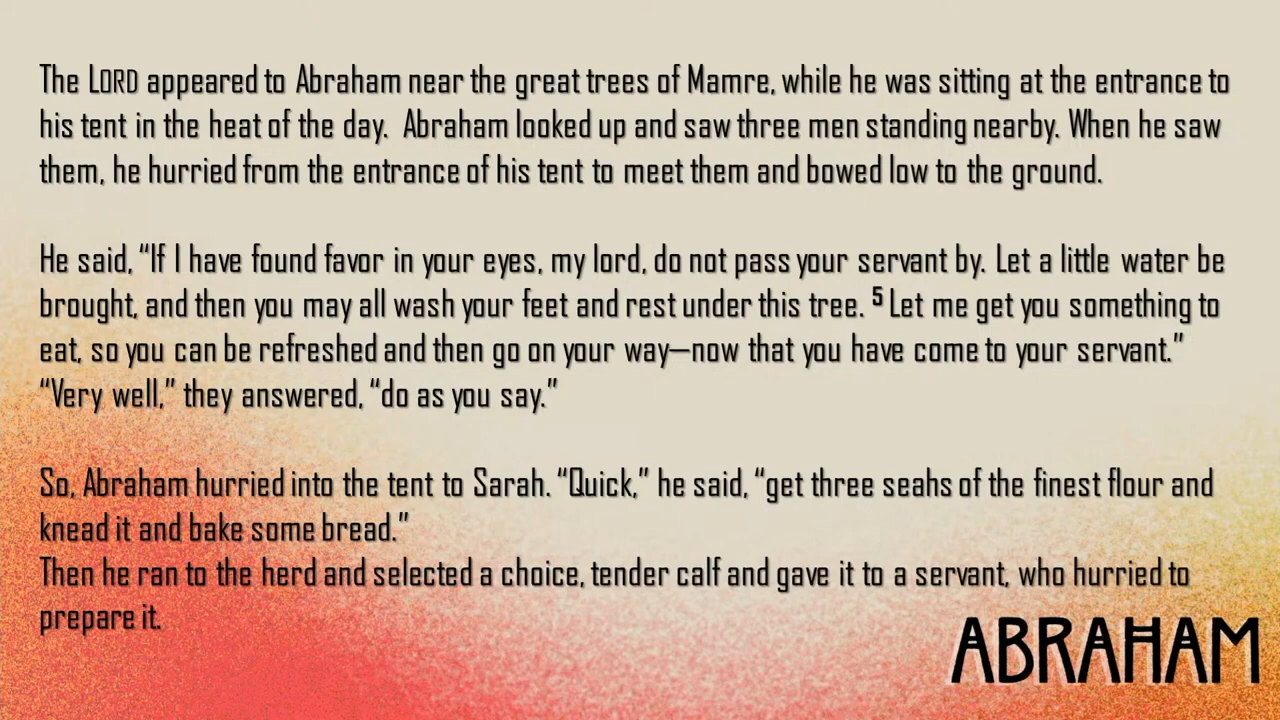 The LORD appeared to Abraham near the great trees of Mamre, while he was sitting at the entrance to
his tent in the heat of the day.  Abraham looked up and saw three men standing nearby. When he saw
them, he hurried from the entrance of his tent to meet them and bowed low to the ground.
He said, “If I have found favor in your eyes, my lord, do not pass your servant by. Let a little water be
brought, and then you may all wash your feet and rest under this tree. 5 Let me get you something to
eat, so you can be refreshed and then go on your way—now that you have come to your servant.”
“Very well,” they answered, “do as you say.”
So, Abraham hurried into the tent to Sarah. “Quick,” he said, “get three seahs of the finest flour and
knead it and bake some bread.”
Then he ran to the herd and selected a choice, tender calf and gave it to a servant, who hurried to
prepare it.
ABRAHAM